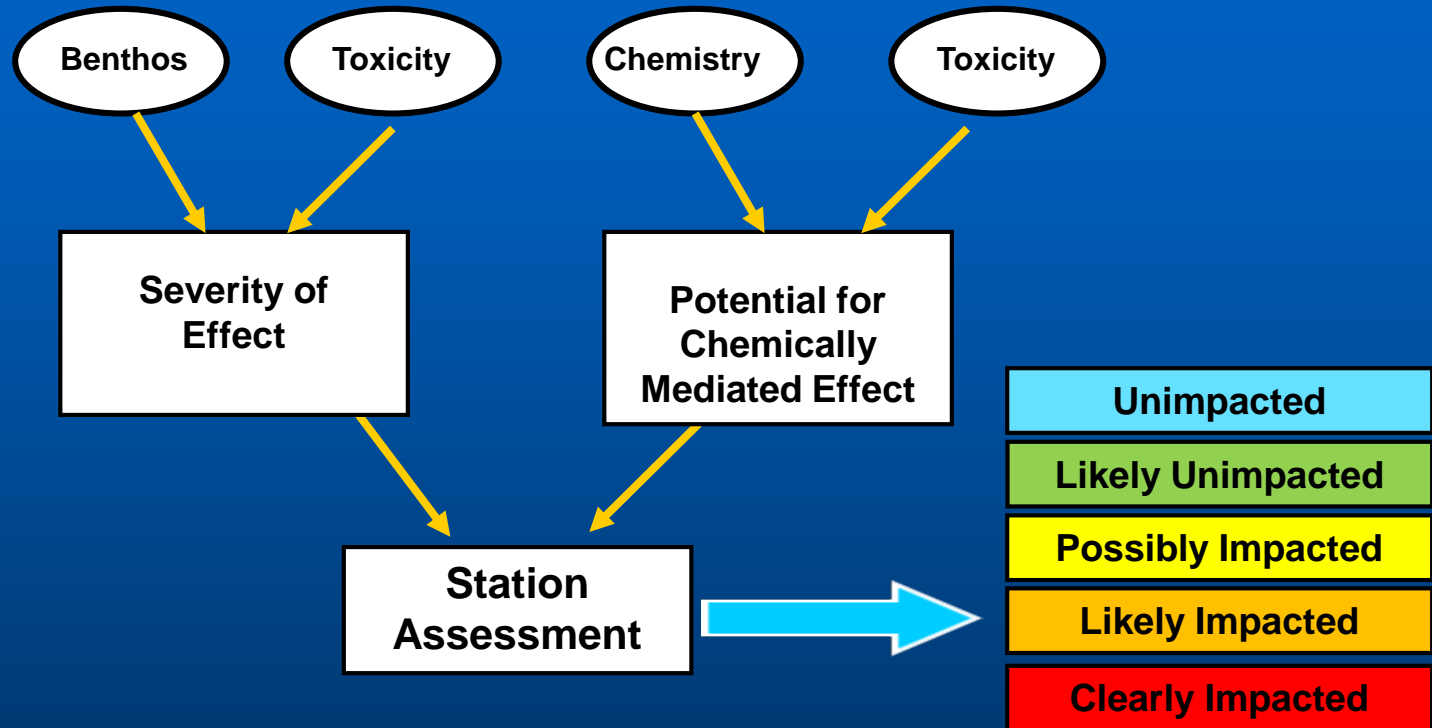 Benthos
Toxicity
Chemistry
Toxicity
Severity of
Effect
Potential for
Chemically
Mediated Effect
Station
Assessment
Unimpacted
Likely Unimpacted
Possibly Impacted
Likely Impacted
Clearly Impacted